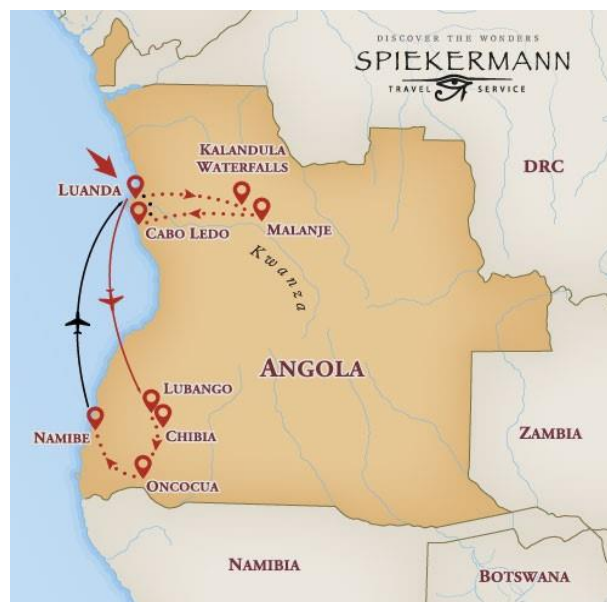 DISCOVER THE WONDERS
SPIEKERMANN
TRAVEL SERVICE
KALANDULA
WATERFALLS
DRC
LUANDA
CABO LEDO
MALANJE
Kwanza
ANGOLA
LUBANGO
NAMIBE
CHIBIA
ZAMBIA
ONCOCUA
NAMIBIA
BOTSWANA